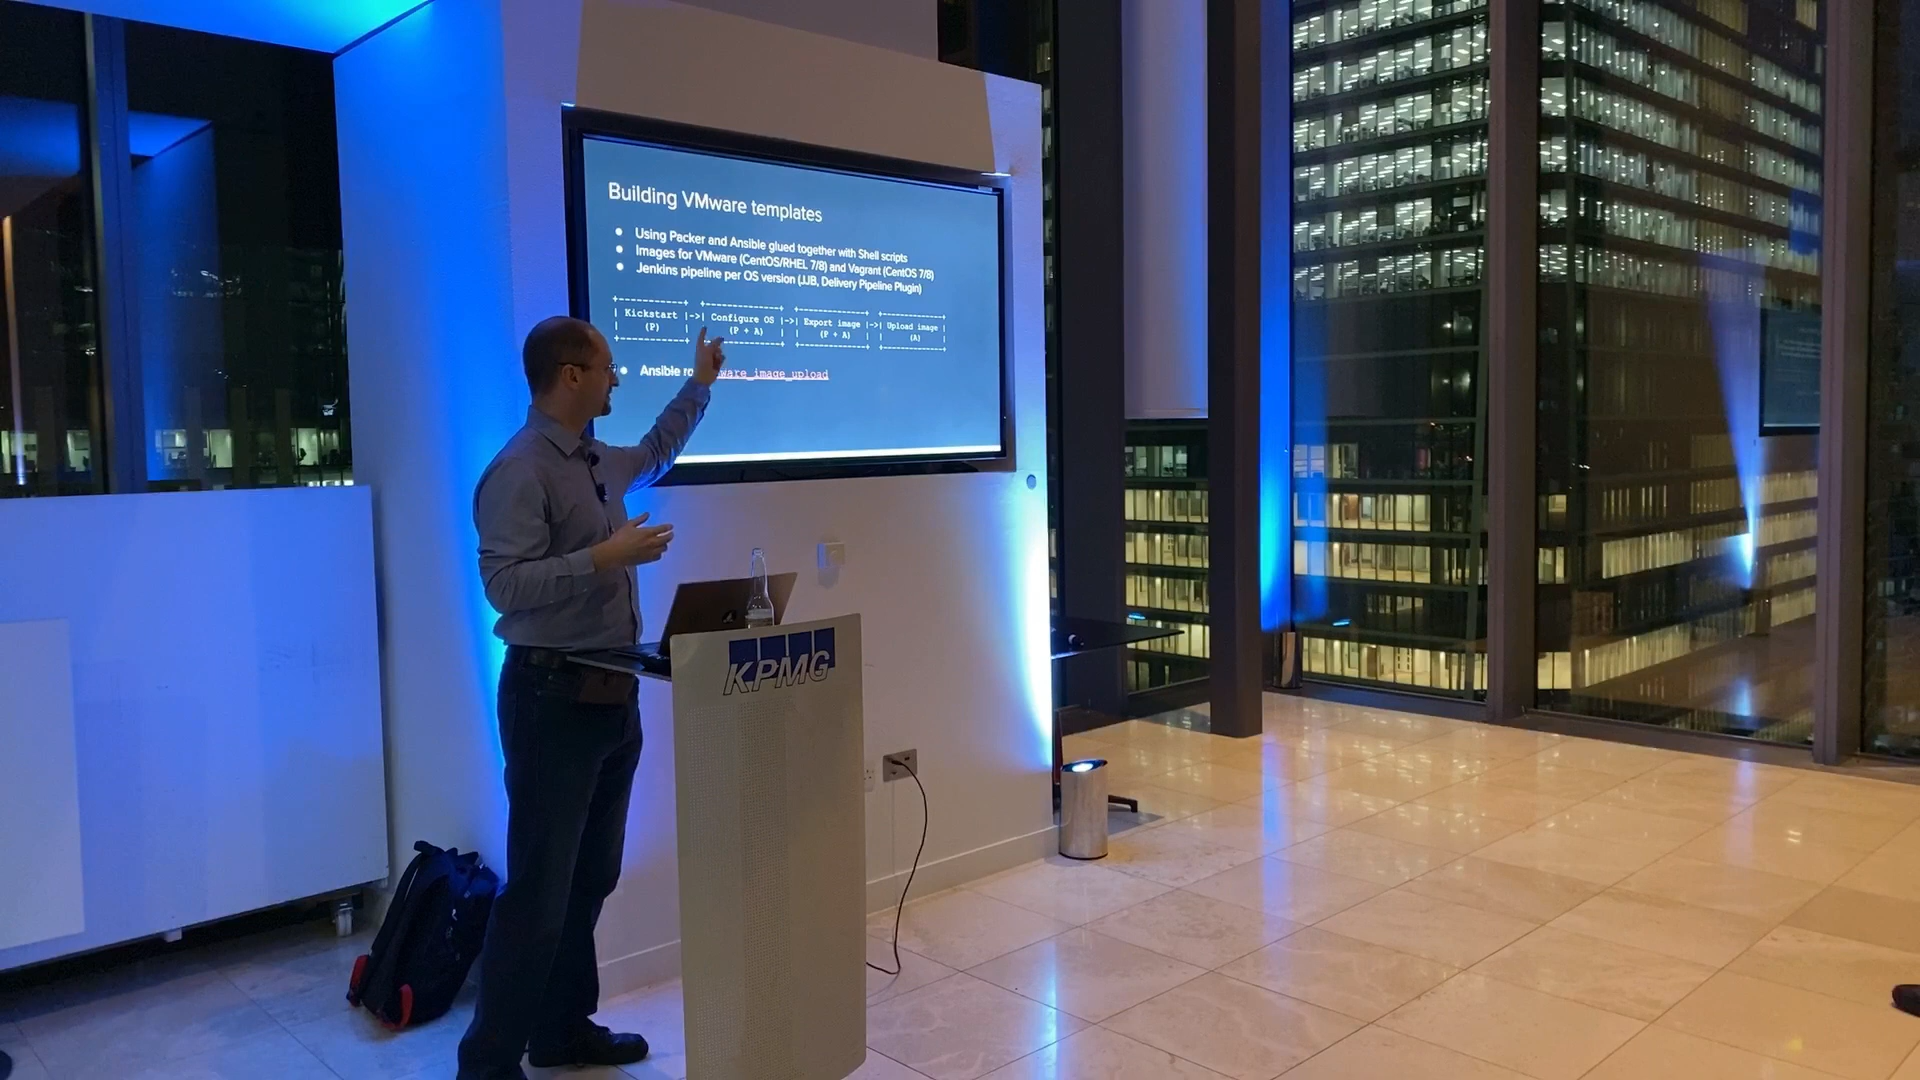 Building VMware templates
● Using Packer and Ansible glued together with Shell scripts
● Images for VMware (CentOS/RHEL 7/8) and Vagrant (CentOS 7/8)
● Jenkins pipeline per OS version (JJB, Delivery Pipeline Plugin)
+------------+ +--------------+ +--------------+ +------------+
| Kickstart |->| Configure OS |->| Export image |->| Upload image |
| (P) | | (P + A) | | (P + A) | | (A) |
+------------+ +--------------+ +--------------+ +------------+
● Ansible ro ware_image_upload
KPMG